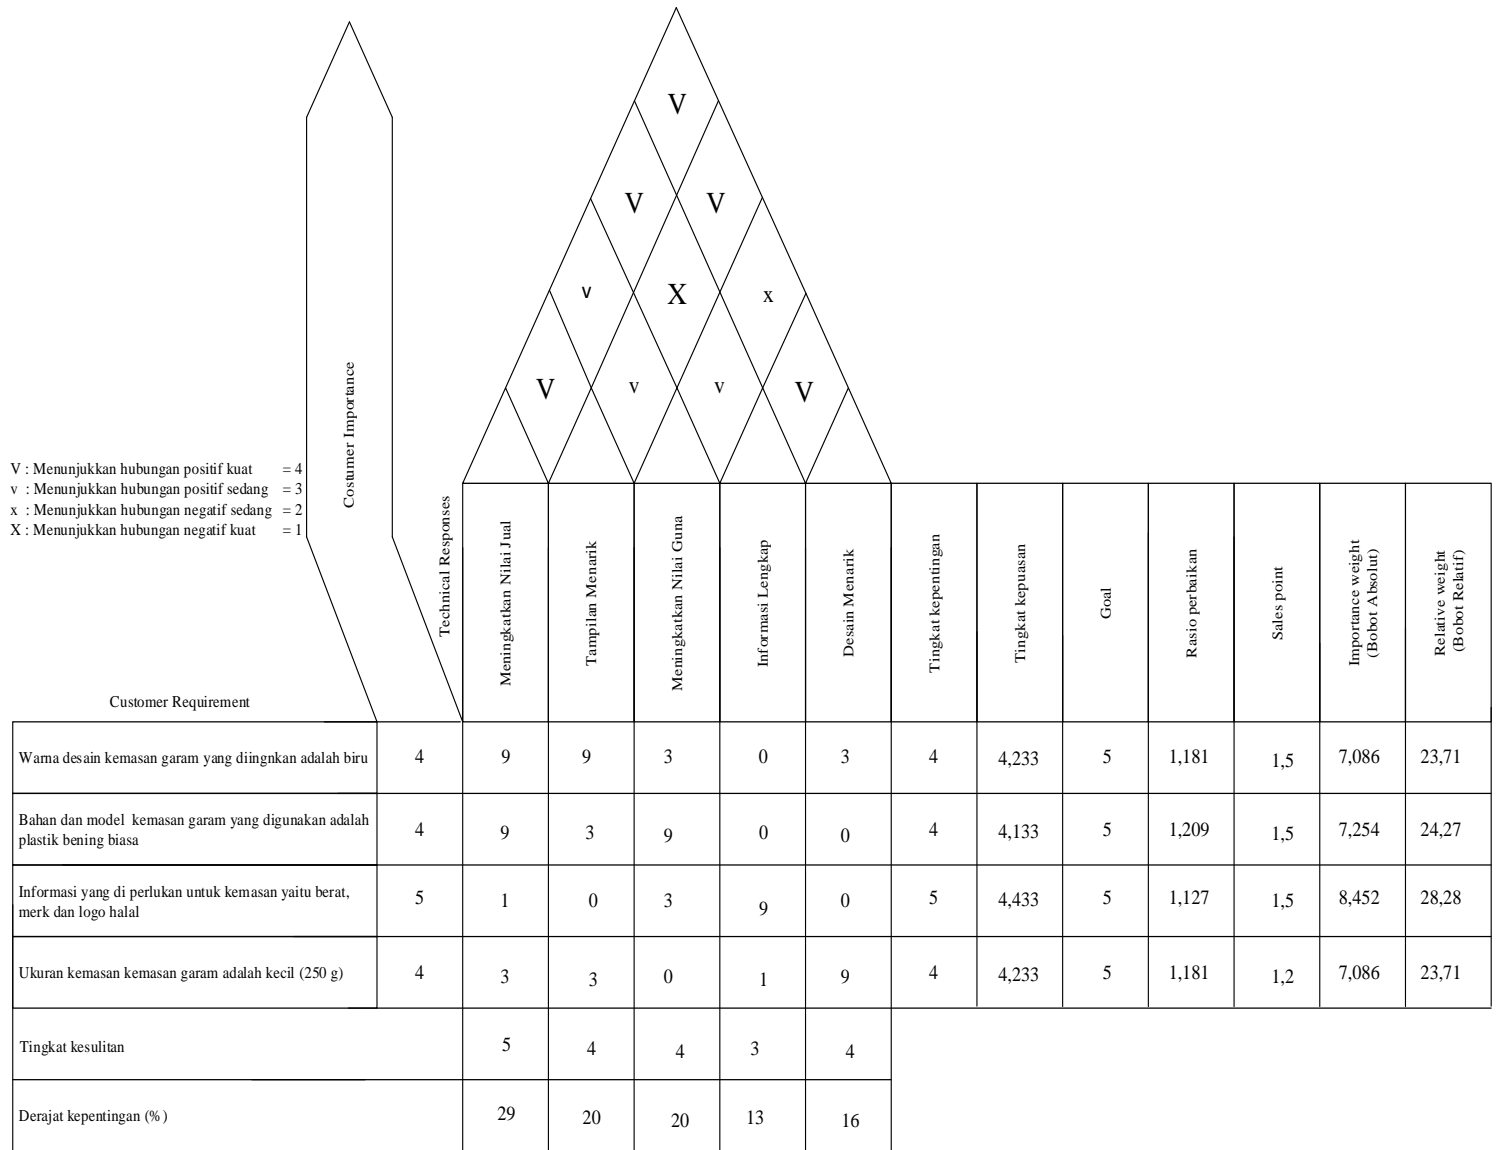 V
V V
v X x
V v v V
V : Menunjukkan hubungan positif kuat = 4
v : Menunjukkan hubungan positif sedang = 3
x : Menunjukkan hubungan negatif sedang = 2
X : Menunjukkan hubungan negatif kuat = 1
Costumer Importance
Technical Responses
Meningkatkan Nilai Jual
Tampilan Menarik
Meningkatkan Nilai Guna
Informasi Lengkap
Desain Menarik
Tingkat kepentingan
Tingkat kepuasan
Goal
Rasio perbaikan
Sales point
Importance weight
(Bobot Absolut)
Relative weight
(Bobot Relatif)
Customer Requirement
Warna desain kemasan garam yang diingnkan adalah biru 4 9 9 3 0 3 4 4,233 5 1,181 1,5 7,086 23,71
Bahan dan model kemasan garam yang digunakan adalah
plastik bening biasa 4 9 3 9 0 0 4 4,133 5 1,209 1,5 7,254 24,27
Informasi yang di perlukan untuk kemasan yaitu berat,
merk dan logo halal 5 1 0 3 9 0 5 4,433 5 1,127 1,5 8,452 28,28
Ukuran kemasan kemasan garam adalah kecil (250 g) 4 3 3 0 1 9 4 4,233 5 1,181 1,2 7,086 23,71
Tingkat kesulitan 5 4 4 3 4
Derajat kepentingan (%) 29 20 20 13 16